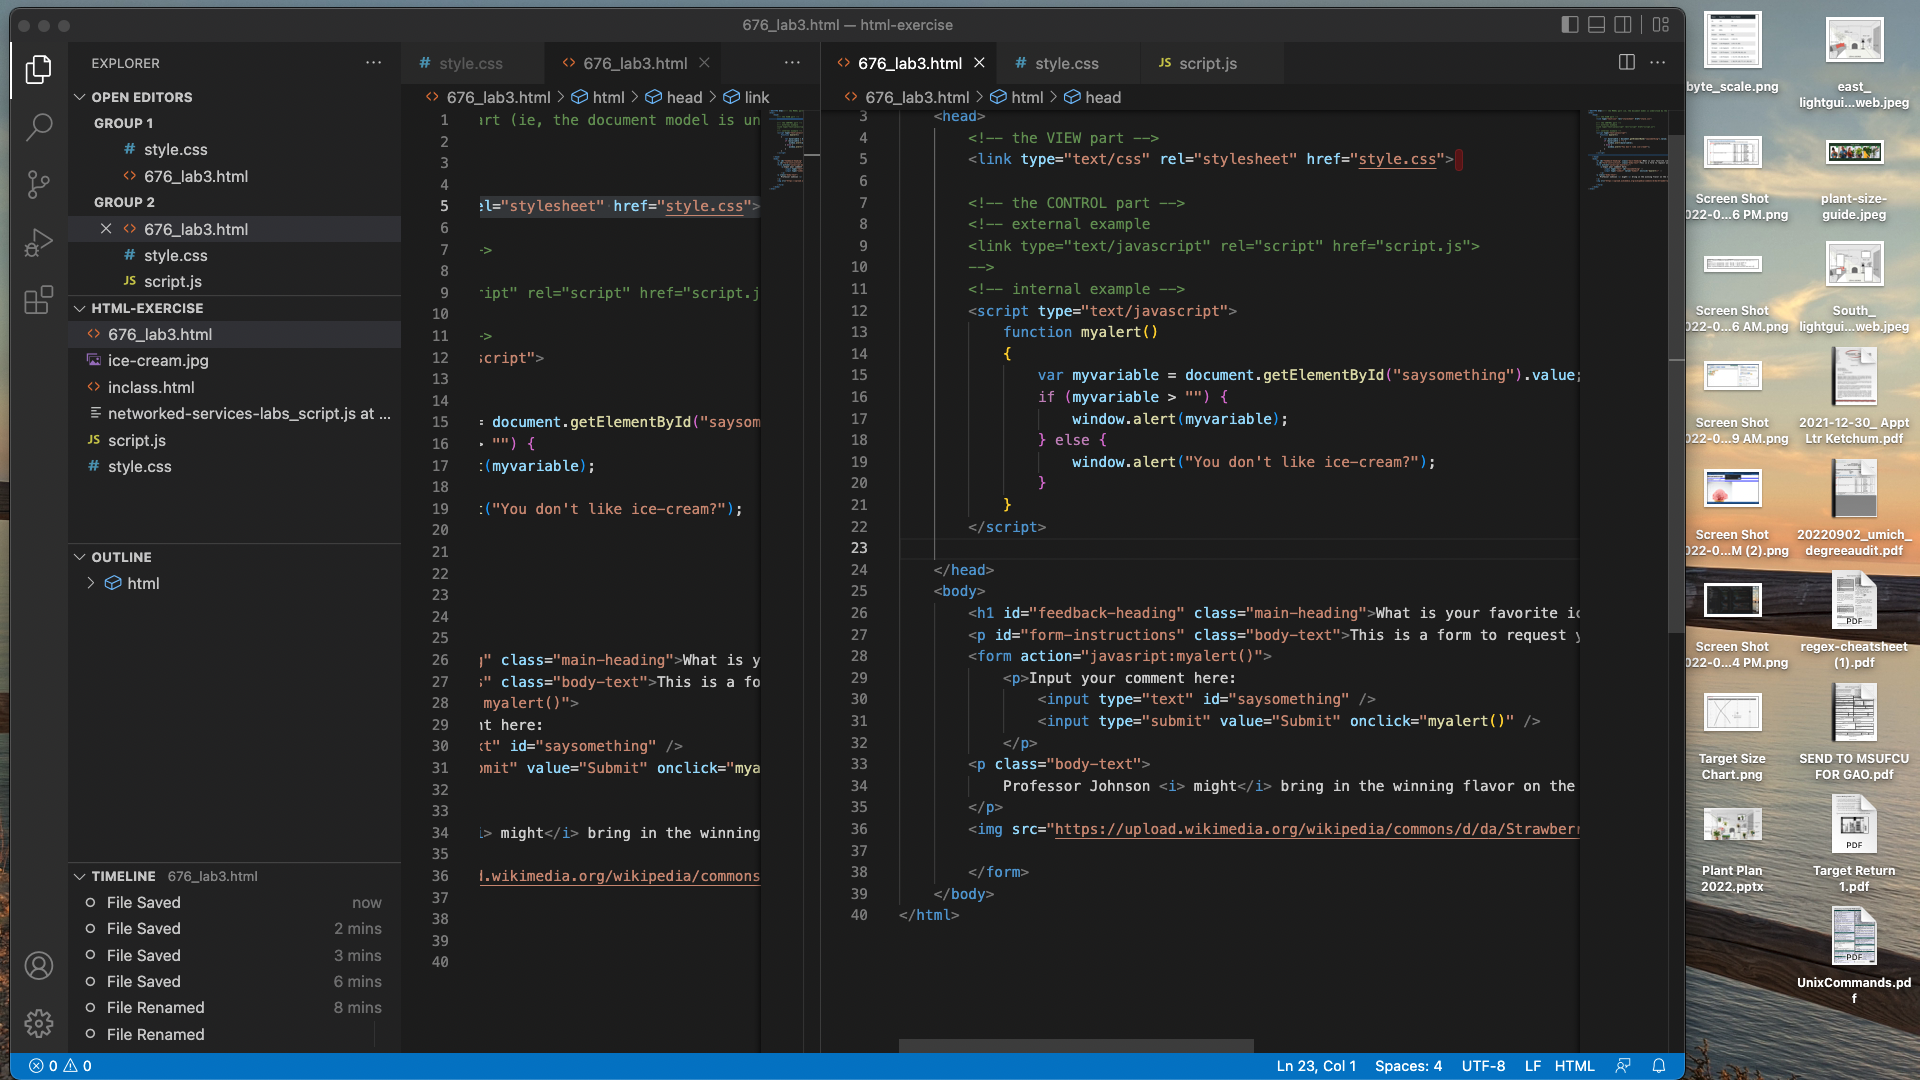 676_lab3.html — html-exercise
EXPLORER
OPEN EDITORS
GROUP 1
# style.css
<> 676_lab3.html
GROUP 2
<> 676_lab3.html
# style.css
JS script.js
HTML-EXERCISE
<> 676_lab3.html
ice-cream.jpg
<> inclass.html
networked-services-labs_script.js at ...
JS script.js
# style.css
OUTLINE
html
TIMELINE 676_lab3.html
File Saved now
File Saved 2 mins
File Saved 3 mins
File Saved 6 mins
File Renamed 8 mins
File Renamed
# style.css <> 676_lab3.html
<> 676_lab3.html > html > head > link
1 art (ie, the document model is un
2
3
4
5 el="stylesheet" href="style.css">
6
7 ->
8
9 ript" rel="script" href="script.j
10
11 ->
12 script">
13
14
15 = document.getElementById("saysom
16 > "") {
17 t(myvariable);
18
19 t("You don't like ice-cream?");
20
21
22
23
24
25
26 g" class="main-heading">What is y
27 s" class="body-text">This is a fo
28 myalert()">
29 nt here:
30 xt" id="saysomething" />
31 omit" value="Submit" onclick="mya
32
33
34 i> might</i> bring in the winning
35
36 d.wikimedia.org/wikipedia/commons
37
38
39
40
<> 676_lab3.html # style.css JS script.js
<> 676_lab3.html > html > head
3 <head>
4 <!-- the VIEW part -->
5 <link type="text/css" rel="stylesheet" href="style.css">
6
7 <!-- the CONTROL part -->
8 <!-- external example
9 <link type="text/javascript" rel="script" href="script.js">
10 -->
11 <!-- internal example -->
12 <script type="text/javascript">
13 function myalert()
14 {
15 var myvariable = document.getElementById("saysomething").value;
16 if (myvariable > "") {
17 window.alert(myvariable);
18 } else {
19 window.alert("You don't like ice-cream?");
20 }
21 }
22 </script>
23
24 </head>
25 <body>
26 <h1 id="feedback-heading" class="main-heading">What is your favorite ic
27 <p id="form-instructions" class="body-text">This is a form to request y
28 <form action="javasript:myalert()">
29 <p>Input your comment here:
30 <input type="text" id="saysomething" />
31 <input type="submit" value="Submit" onclick="myalert()" />
32 </p>
33 <p class="body-text">
34 Professor Johnson <i> might</i> bring in the winning flavor on the
35 </p>
36 <img src="https://upload.wikimedia.org/wikipedia/commons/d/da/Strawberr
37
38 </form>
39 </body>
40 </html>
0 0
Ln 23, Col 1 Spaces: 4 UTF-8 LF HTML
byte_scale.png
east_
lightgui...web.jpeg
Screen Shot
022-0...6 PM.png
plant-size-
guide.jpeg
Screen Shot
022-0...6 AM.png
South_
lightgui...web.jpeg
Screen Shot
022-0...9 AM.png
2021-12-30_ Appt
Ltr Ketchum.pdf
Screen Shot
022-0...M (2).png
20220902_umich_
degreeaudit.pdf
Screen Shot
022-0...4 PM.png
PDF
regex-cheatsheet
(1).pdf
Target Size
Chart.png
SEND TO MSUFCU
FOR GAO.pdf
Plant Plan
2022.pptx
PDF
Target Return
1.pdf
PDF
UnixCommands.pd
f